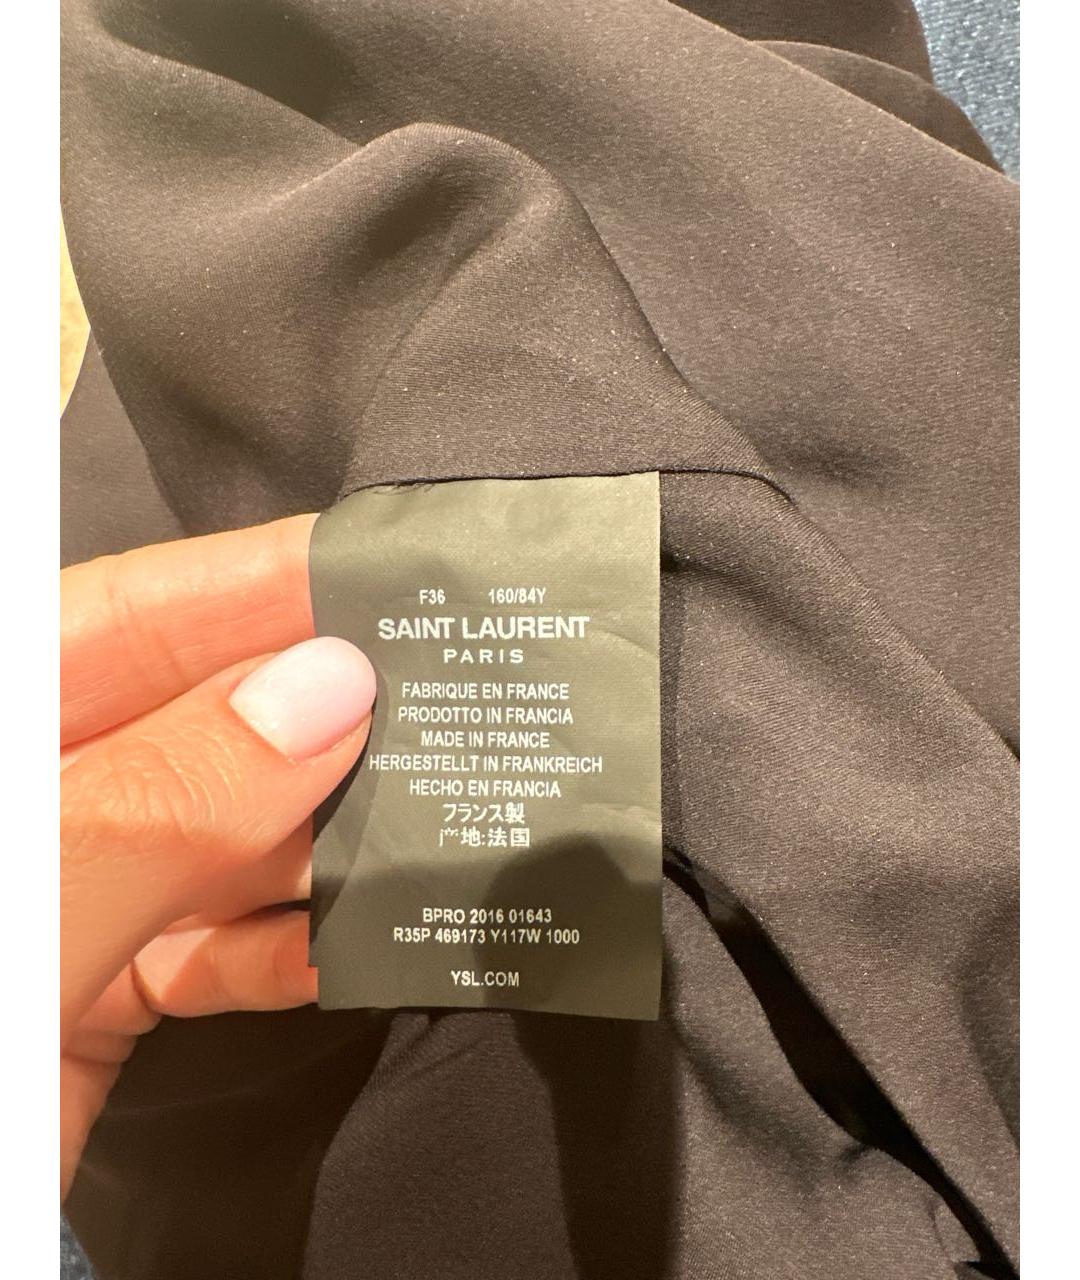 F36 160/84Y
SAINT LAURENT
PARIS
FABRIQUE EN FRANCE
PRODOTTO IN FRANCIA
MADE IN FRANCE
HERGESTELLT IN FRANKREICH
HECHO EN FRANCIA
フランス製
产地:法国
BPRO 2016 01643
R35P 469173 Y117W 1000
YSL.COM